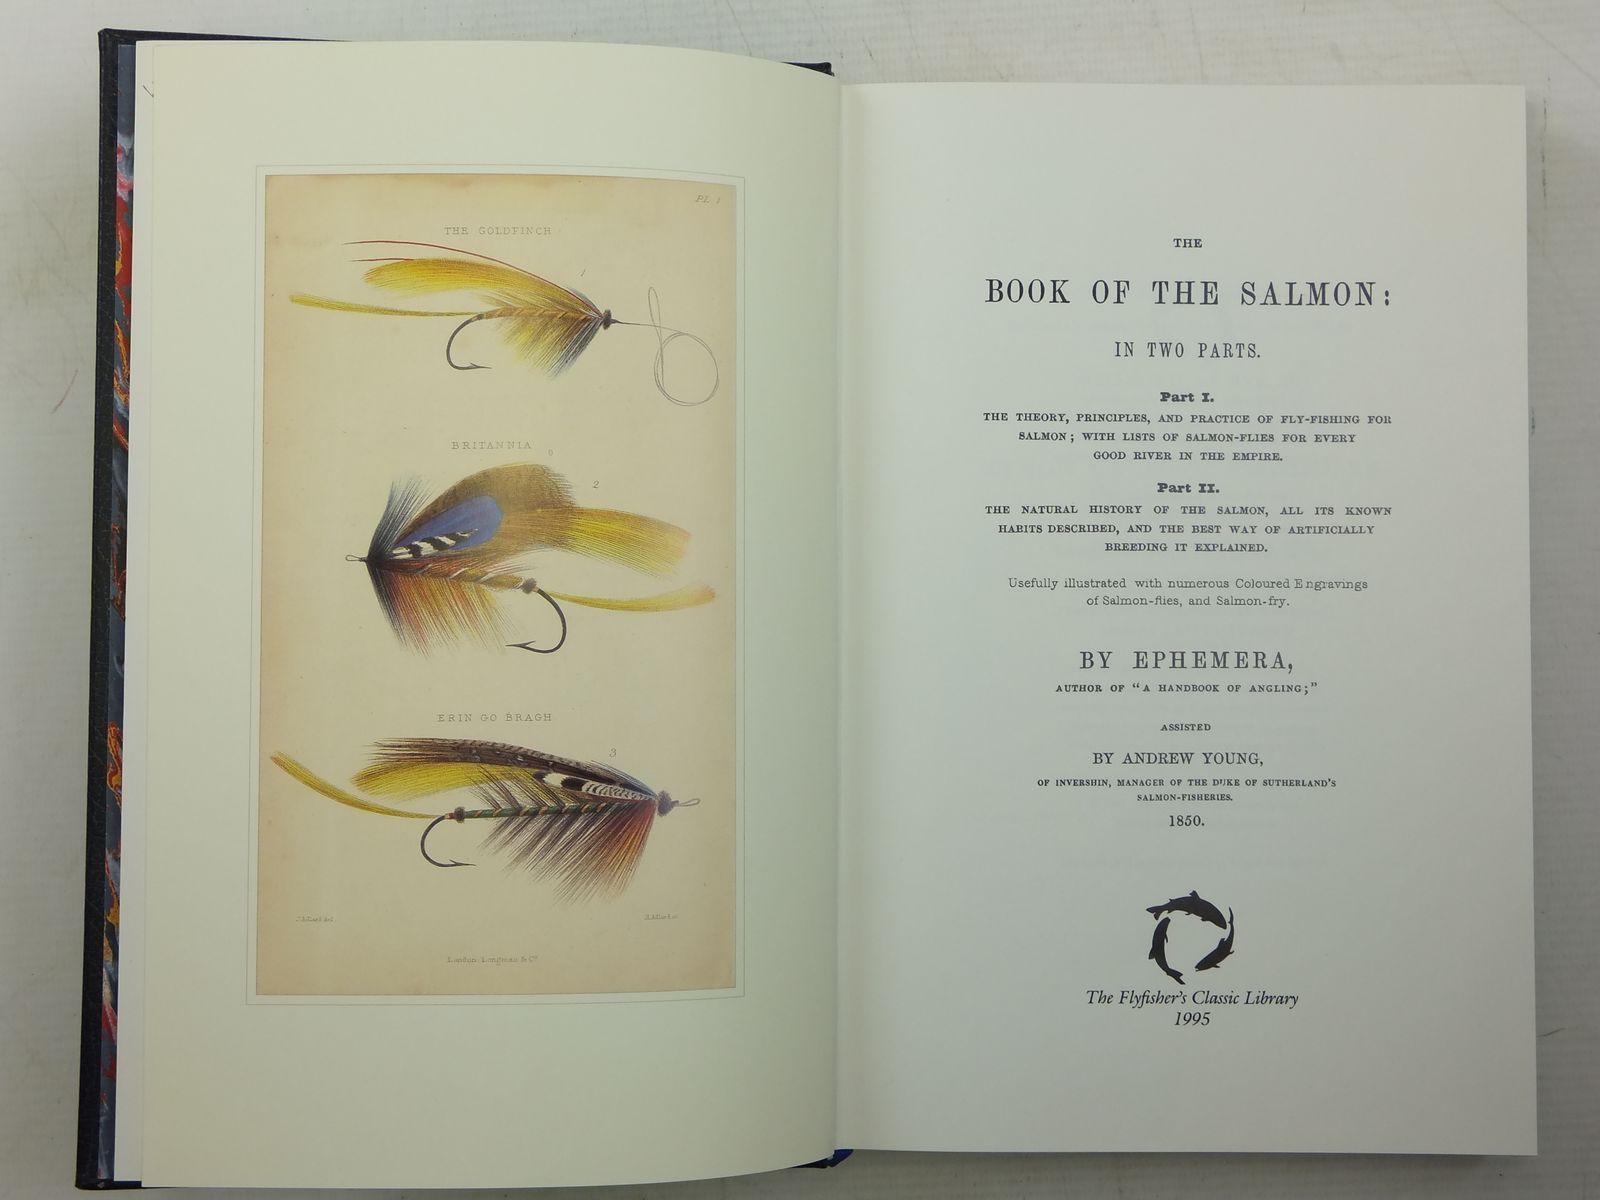 PL 1
THE GOLDFINCH
1
BRITANNIA
2
ERIN GO BRAGH
3
London: Longman & Co.
THE
BOOK OF THE SALMON:
IN TWO PARTS.
Part I.
THE THEORY, PRINCIPLES, AND PRACTICE OF FLY-FISHING FOR
SALMON; WITH LISTS OF SALMON-FLIES FOR EVERY
GOOD RIVER IN THE EMPIRE.
Part II.
THE NATURAL HISTORY OF THE SALMON, ALL ITS KNOWN
HABITS DESCRIBED, AND THE BEST WAY OF ARTIFICIALLY
BREEDING IT EXPLAINED.
Usefully illustrated with numerous Coloured Engravings
of Salmon-flies, and Salmon-fry.
BY EPHEMERA,
AUTHOR OF "A HANDBOOK OF ANGLING;"
ASSISTED
BY ANDREW YOUNG,
OF INVERSHIN, MANAGER OF THE DUKE OF SUTHERLAND'S
SALMON-FISHERIES.
1850.
The Flyfisher's Classic Library
1995